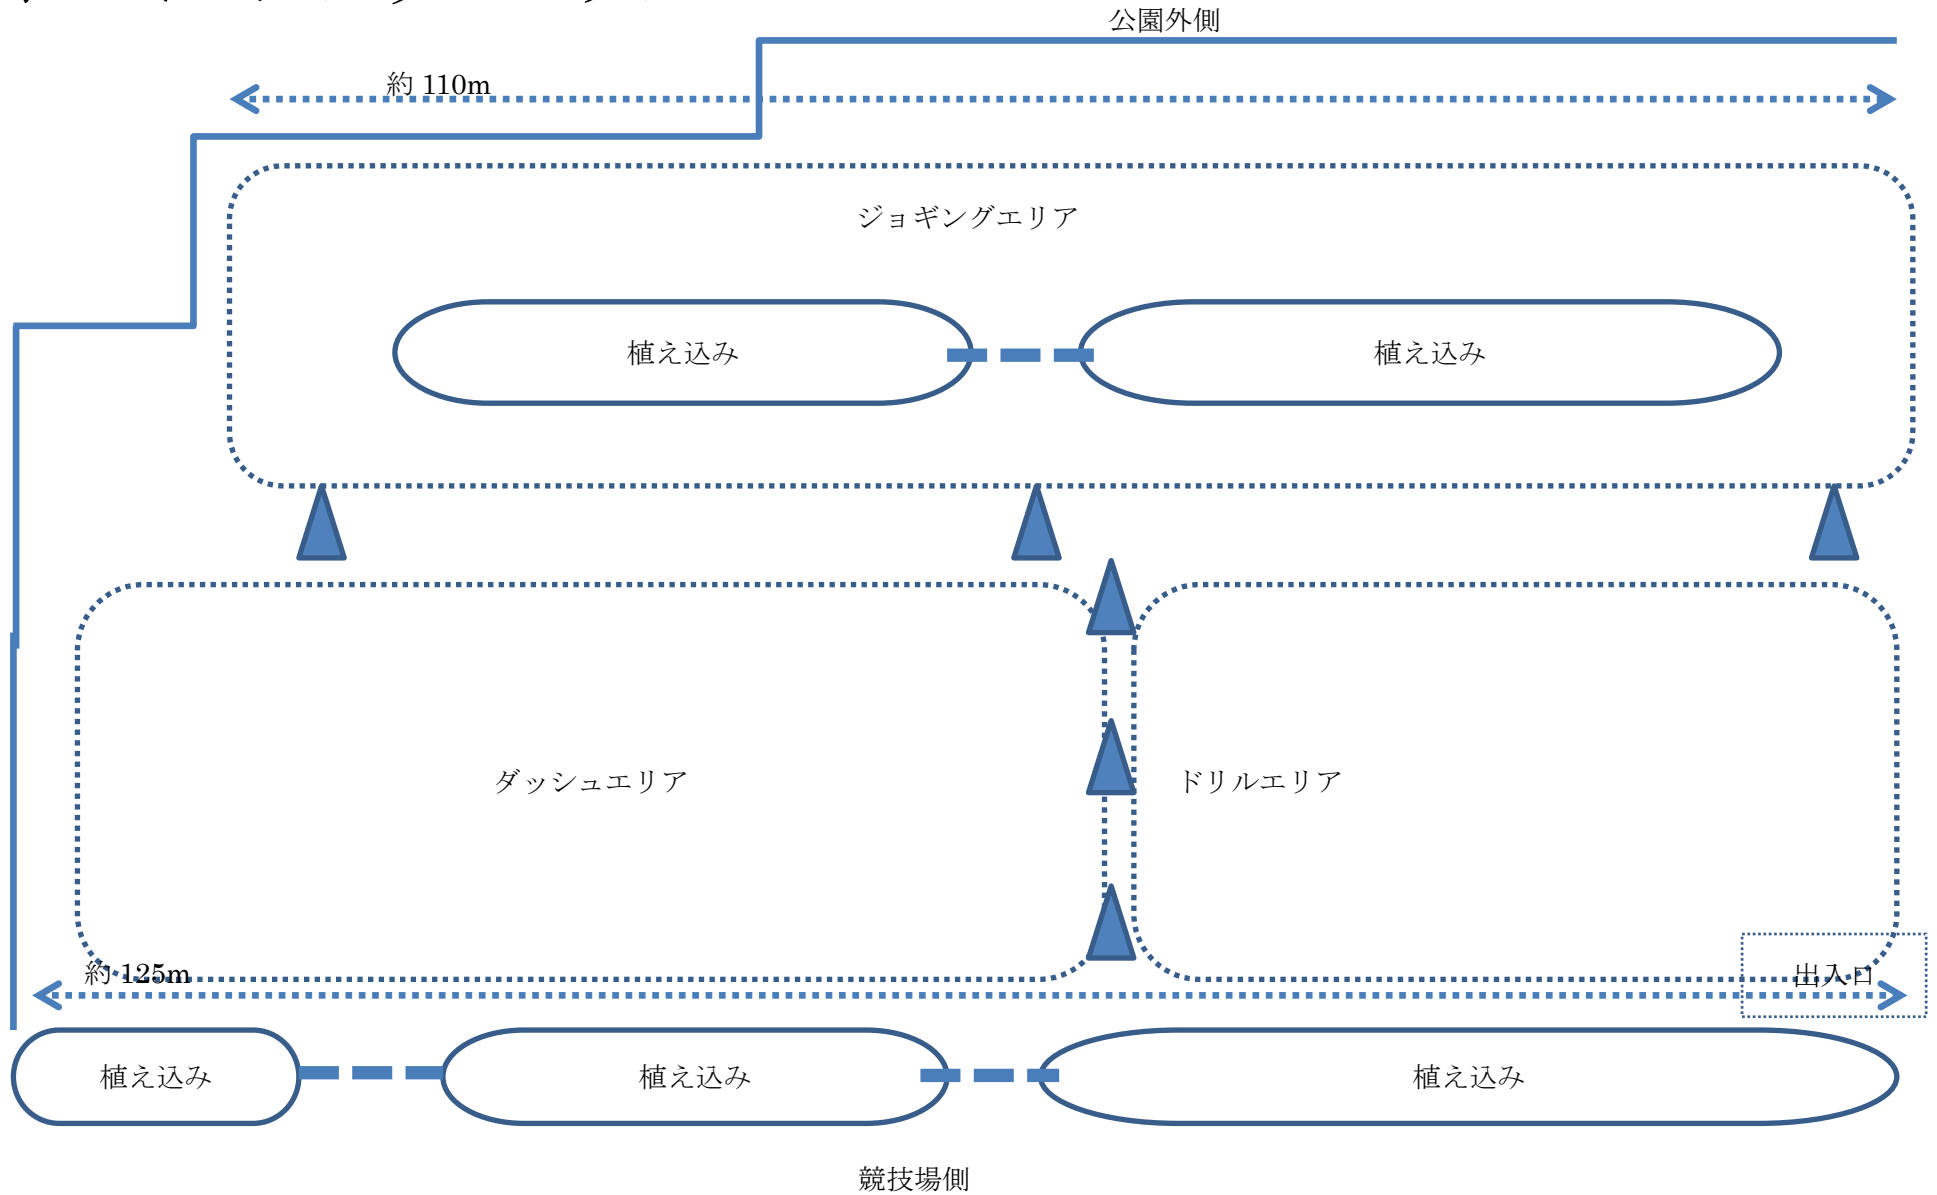 公園外側
約 110m
ジョギングエリア
植え込み
植え込み
ダッシュエリア
ドリルエリア
約 125m
出入口
植え込み
植え込み
植え込み
競技場側